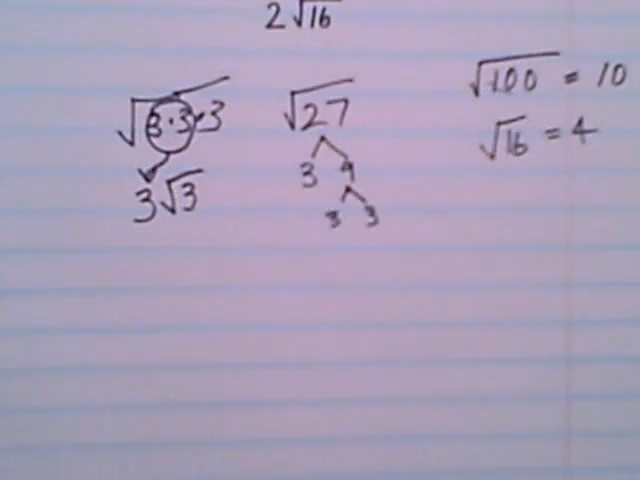 2√16
√3·3·3 √27 √100 = 10
√16 = 4
3 9
3√3
3 3